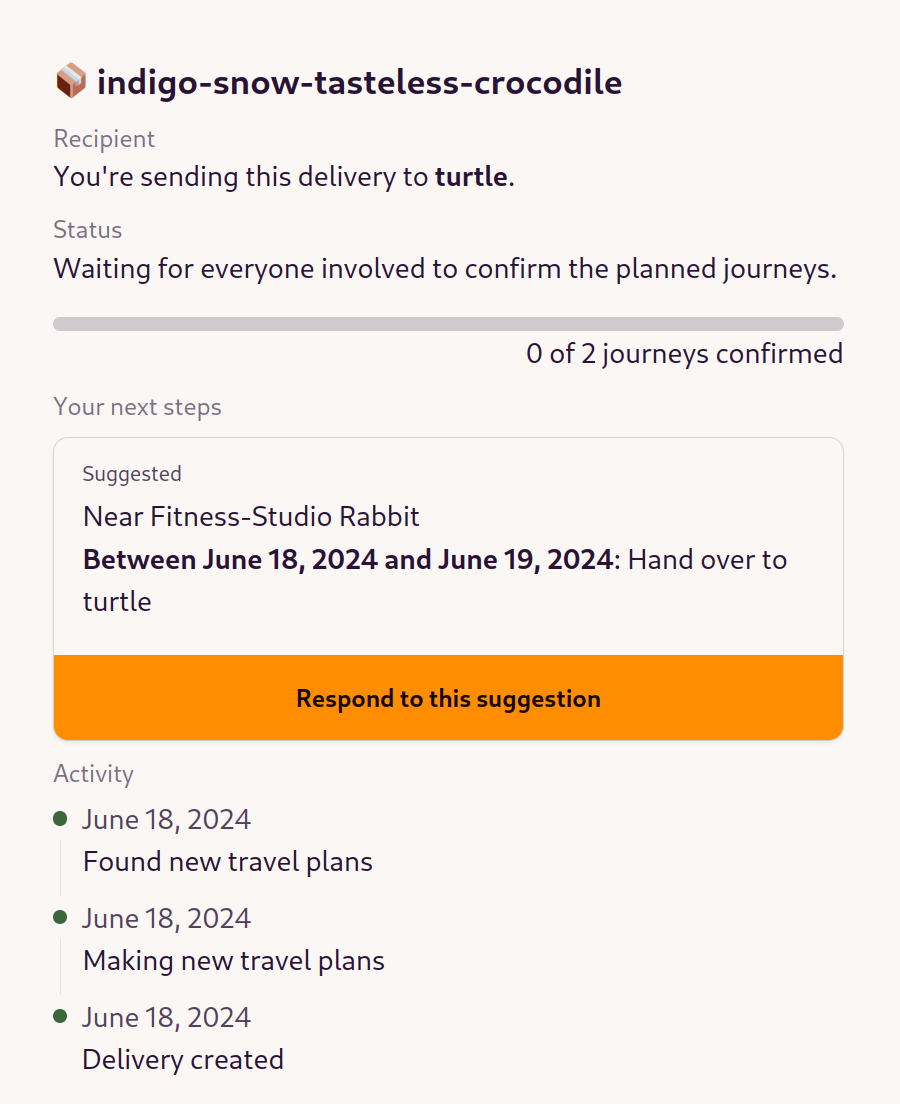 indigo-snow-tasteless-crocodile
Recipient
You're sending this delivery to turtle.
Status
Waiting for everyone involved to confirm the planned journeys.
0 of 2 journeys confirmed
Your next steps
Suggested
Near Fitness-Studio Rabbit
Between June 18, 2024 and June 19, 2024: Hand over to
turtle
Respond to this suggestion
Activity
June 18, 2024
Found new travel plans
June 18, 2024
Making new travel plans
June 18, 2024
Delivery created